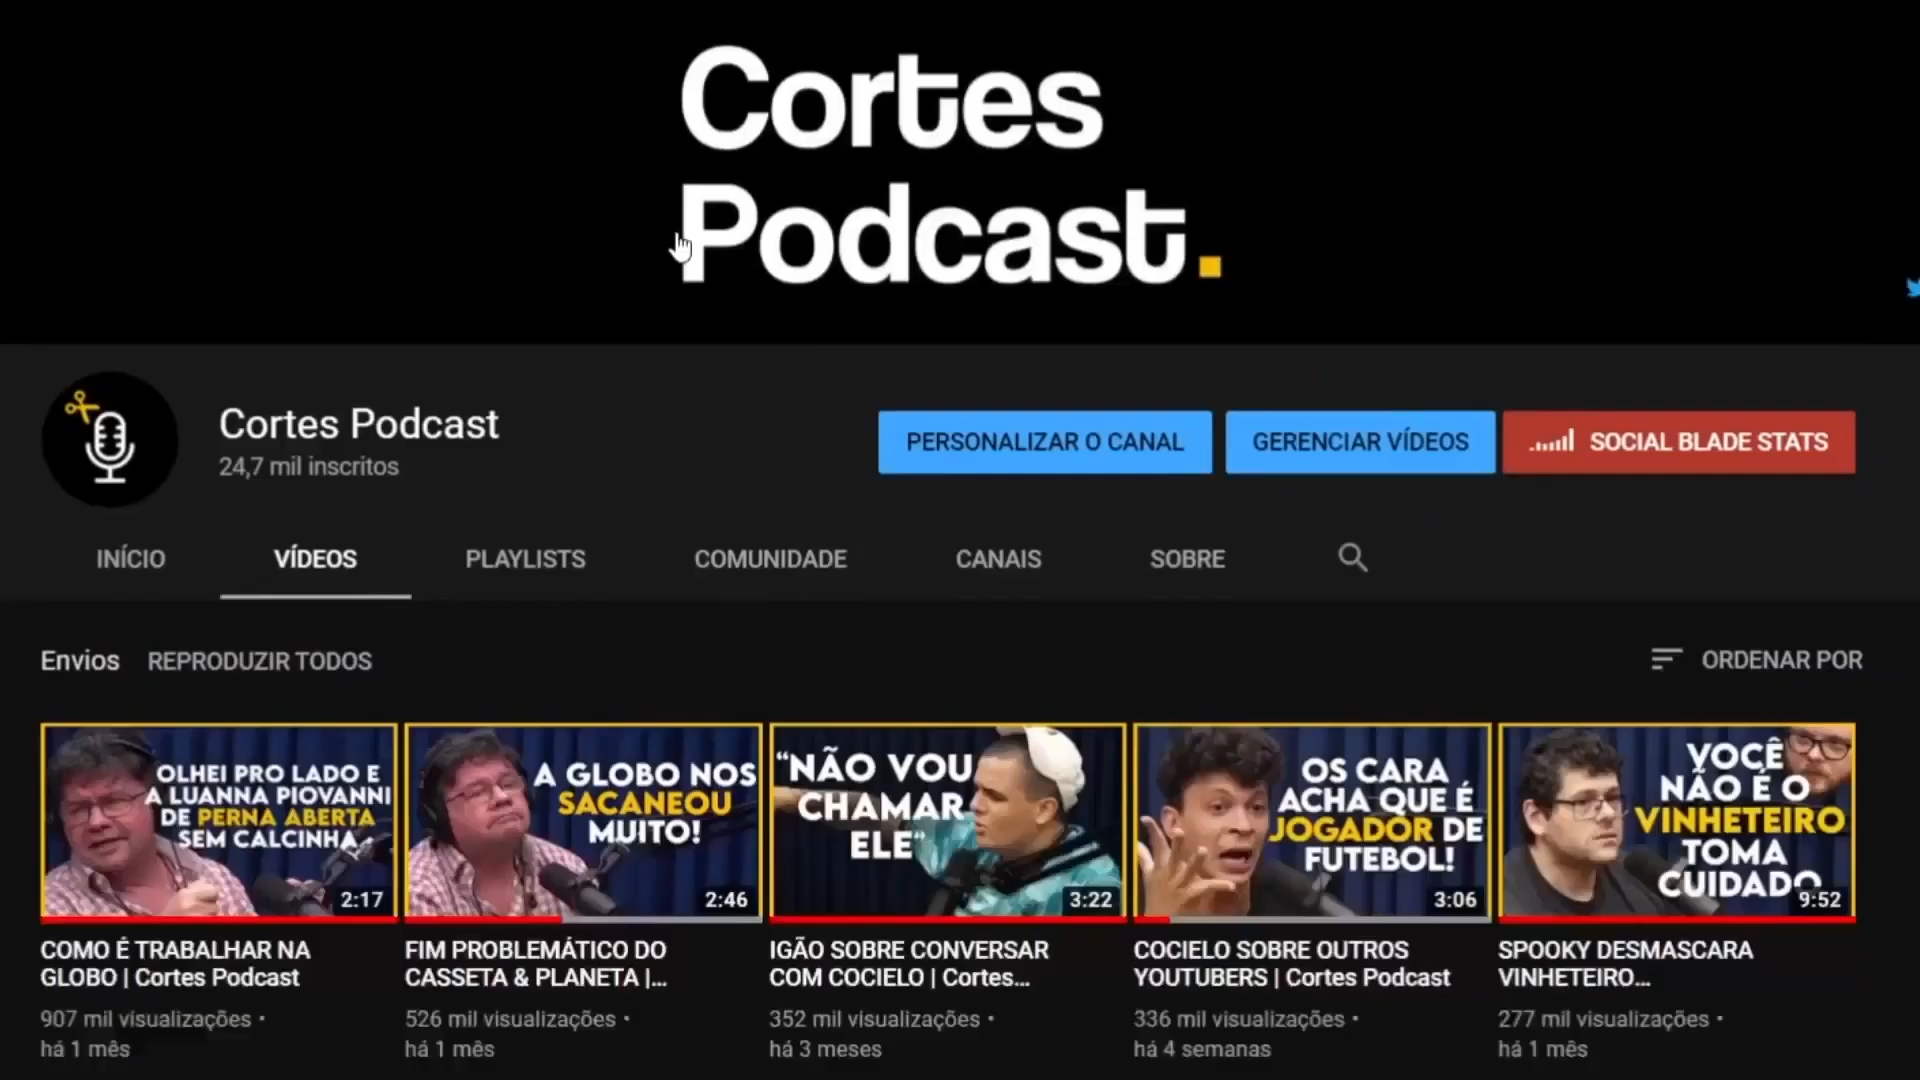 Cortes
Podcast.
Cortes Podcast
24,7 mil inscritos
PERSONALIZAR O CANAL
GERENCIAR VÍDEOS
SOCIAL BLADE STATS
INÍCIO
VÍDEOS
PLAYLISTS
COMUNIDADE
CANAIS
SOBRE
Envios
REPRODUZIR TODOS
ORDENAR POR
OLHEI PRO LADO E
A LUANNA PIOVANNI
DE PERNA ABERTA
SEM CALCINHA
2:17
COMO É TRABALHAR NA
GLOBO | Cortes Podcast
907 mil visualizações •
há 1 mês
A GLOBO NOS
SACANEOU
MUITO!
2:46
FIM PROBLEMÁTICO DO
CASSETA & PLANETA |...
526 mil visualizações •
há 1 mês
“NÃO VOU
CHAMAR
ELE“
3:22
IGÃO SOBRE CONVERSAR
COM COCIELO | Cortes...
352 mil visualizações •
há 3 meses
OS CARA
ACHA QUE É
JOGADOR DE
FUTEBOL!
3:06
COCIELO SOBRE OUTROS
YOUTUBERS | Cortes Podcast
336 mil visualizações •
há 4 semanas
VOCÊ
NÃO É O
VINHETEIRO
TOMA
CUIDADO
9:52
SPOOKY DESMASCARA
VINHETEIRO...
277 mil visualizações •
há 1 mês